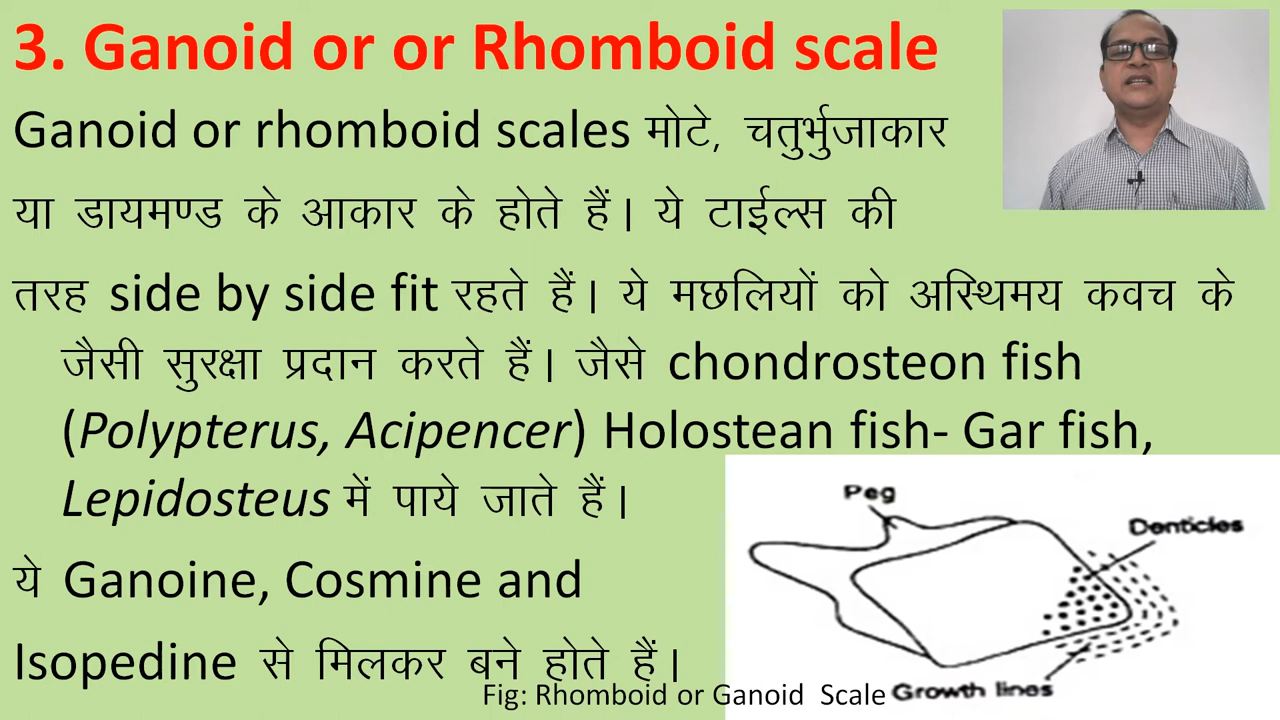 3. Ganoid or or Rhomboid scale
Ganoid or rhomboid scales मोटे, चतुर्भुजाकार
या डायमण्ड के आकार के होते हैं। ये टाईल्स की
तरह side by side fit रहते हैं। ये मछलियों को अस्थिमय कवच के
जैसी सुरक्षा प्रदान करते हैं। जैसे chondrosteon fish
(Polypterus, Acipencer) Holostean fish- Gar fish,
Lepidosteus में पाये जाते हैं।
ये Ganoine, Cosmine and
Isopedine से मिलकर बने होते हैं।
Peg
Denticles
Growth lines
Fig: Rhomboid or Ganoid Scale